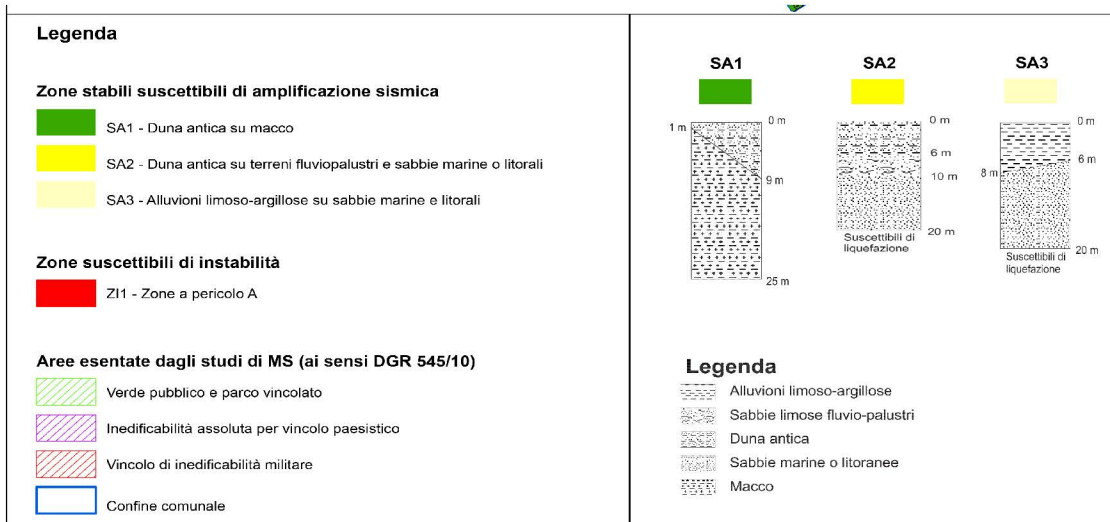 Legenda
Zone stabili suscettibili di amplificazione sismica
SA1 - Duna antica su macco
SA2 - Duna antica su terreni fluviopalustri e sabbie marine o litorali
SA3 - Alluvioni limoso-argillose su sabbie marine e litorali
Zone suscettibili di instabilità
ZI1 - Zone a pericolo A
Aree esentate dagli studi di MS (ai sensi DGR 545/10)
Verde pubblico e parco vincolato
Inedificabilità assoluta per vincolo paesistico
Vincolo di inedificabilità militare
Confine comunale
SA1
1 m
0 m
9 m
25 m
SA2
0 m
6 m
10 m
20 m
Suscettibili di
liquefazione
SA3
0 m
6 m
8 m
20 m
Suscettibili di
liquefazione
Legenda
Alluvioni limoso-argillose
Sabbie limose fluvio-palustri
Duna antica
Sabbie marine o litoranee
Macco